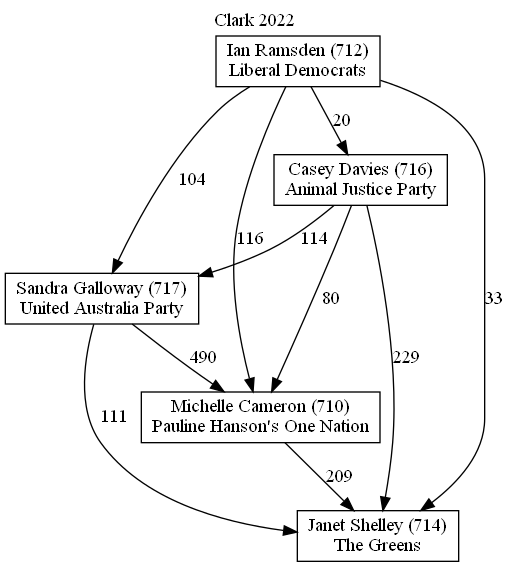 Clark 2022
Ian Ramsden (712)
Liberal Democrats
20
Casey Davies (716)
Animal Justice Party
104
116
114
80
229
33
Sandra Galloway (717)
United Australia Party
490
111
Michelle Cameron (710)
Pauline Hanson's One Nation
209
Janet Shelley (714)
The Greens